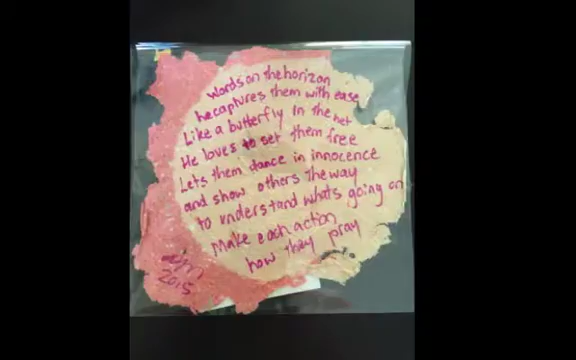 words on the horizon
he captures them with ease
Like a butterfly in the net
He loves to set them free
Lets them dance in innocence
and show others the way
to understand whats going on
Make each action
how they pray
2015